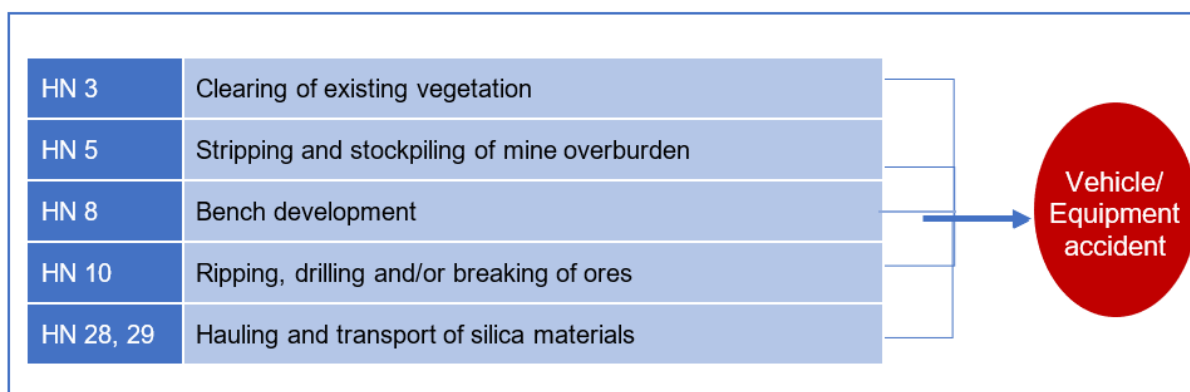 HN 3 Clearing of existing vegetation
HN 5 Stripping and stockpiling of mine overburden
HN 8 Bench development
HN 10 Ripping, drilling and/or breaking of ores
HN 28, 29 Hauling and transport of silica materials
Vehicle/
Equipment
accident